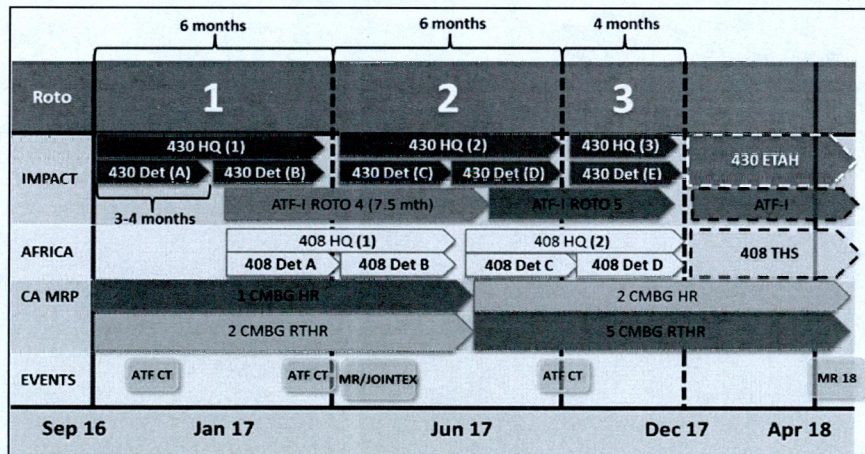 6 months 6 months 4 months
Roto 1 2 3
430 HQ (1) 430 HQ (2) 430 HQ (3)
430 ETAH
IMPACT 430 Det (A) 430 Det (B) 430 Det (C) 430 Det (D) 430 Det (E)
3-4 months ATF-I ROTO 4 (7.5 mth) ATF-I ROTO 5 ATF-I
408 HQ (1) 408 HQ (2)
AFRICA 408 THS
408 Det A 408 Det B 408 Det C 408 Det D
CA MRP 1 CMBG HR 2 CMBG HR
2 CMBG RTHR 5 CMBG RTHR
EVENTS ATF CT ATF CT MR/JOINTEX ATF CT MR 18
Sep 16 Jan 17 Jun 17 Dec 17 Apr 18